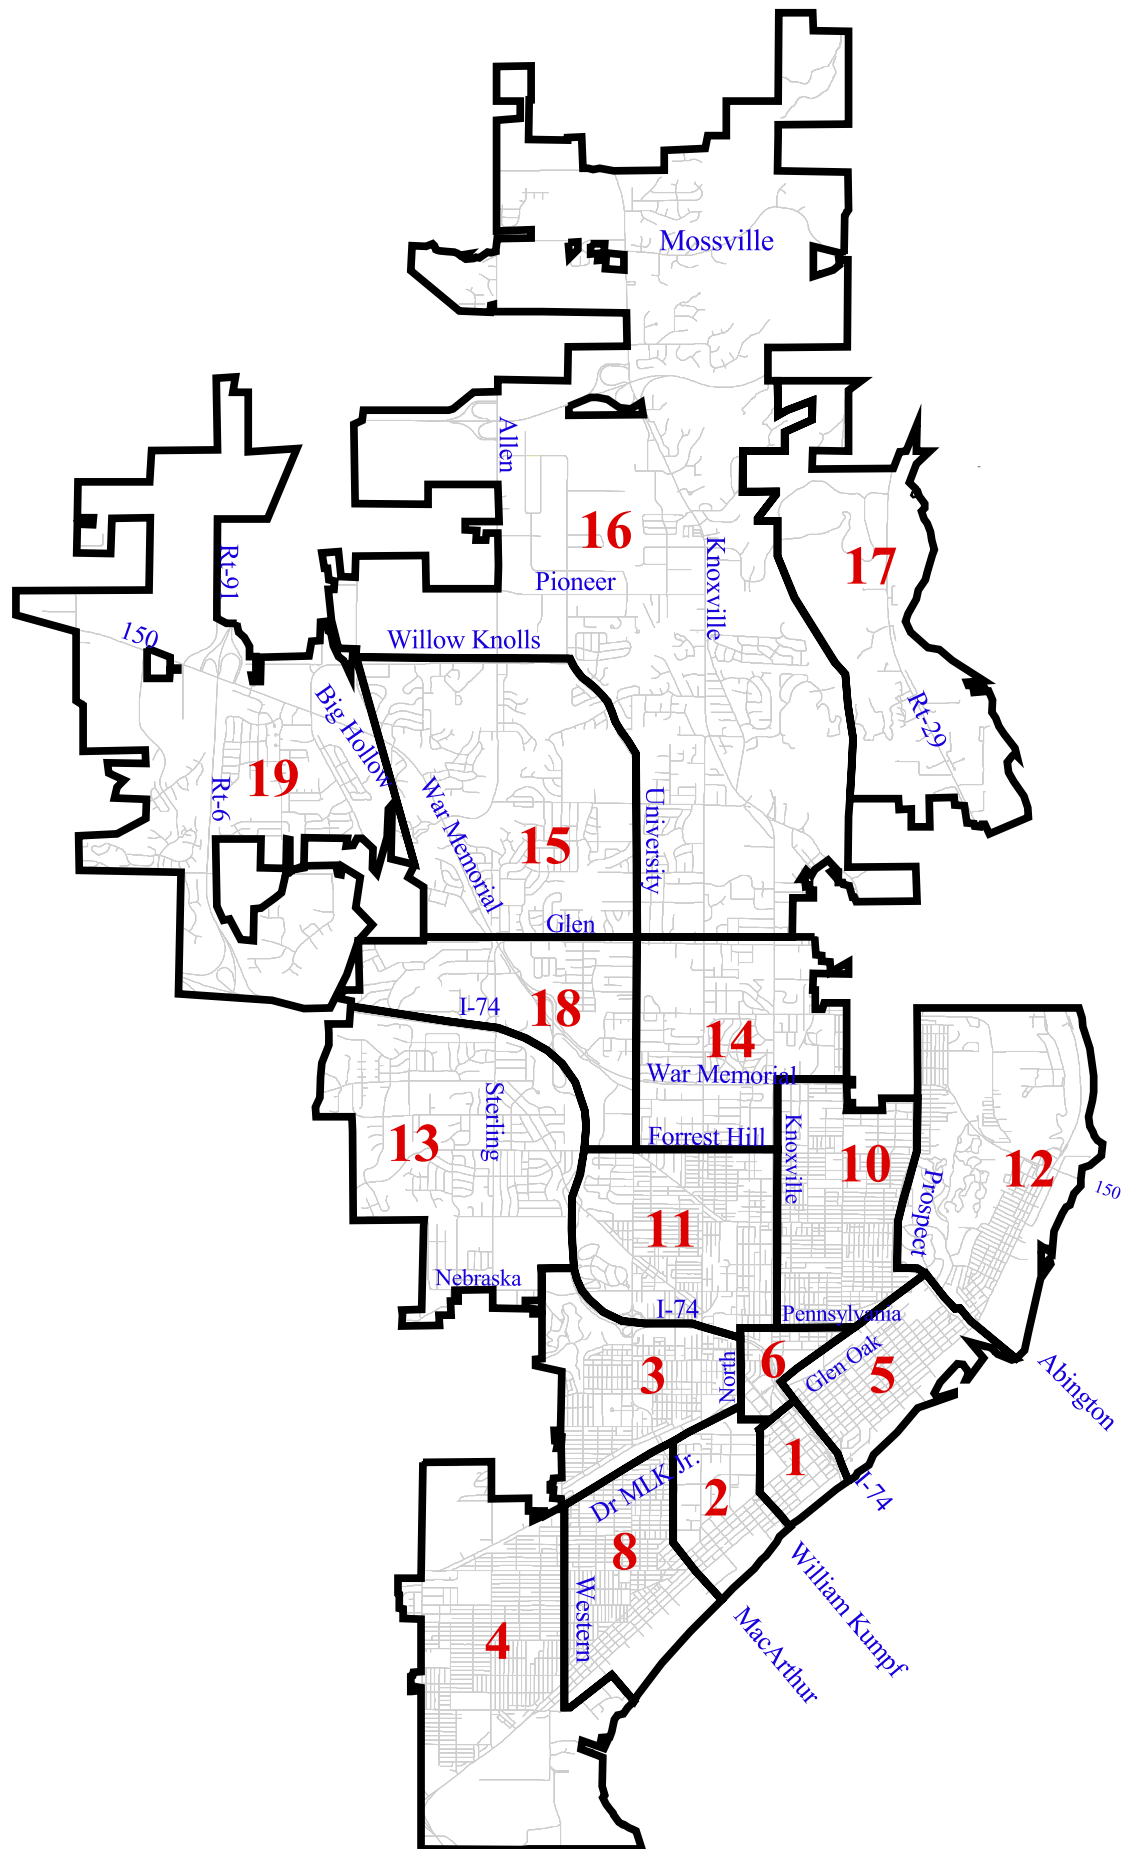 Mossville
Allen
16
Knoxville
17
Rt-91
Pioneer
150
Willow Knolls
Big Hollow
Rt-29
19
Rt-6
War Memorial
15
University
Glen
I-74
18
14
War Memorial
Sterling
13
Forrest Hill
Knoxville
10
12
Prospect
150
11
Nebraska
I-74
Pennsylvania
3
North
6
Glen Oak
5
Abington
1
Dr MLK Jr.
2
I-74
8
William Kumpf
Western
4
MacArthur